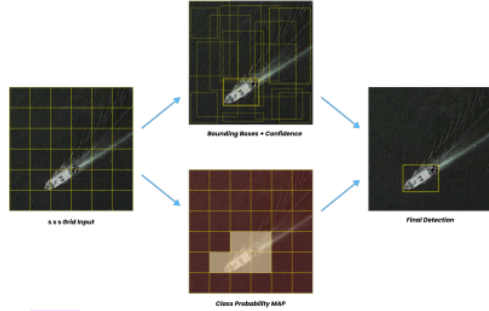 Bounding Boxes + Confidence
s x s Grid Input
Final Detection
Class Probability MAP